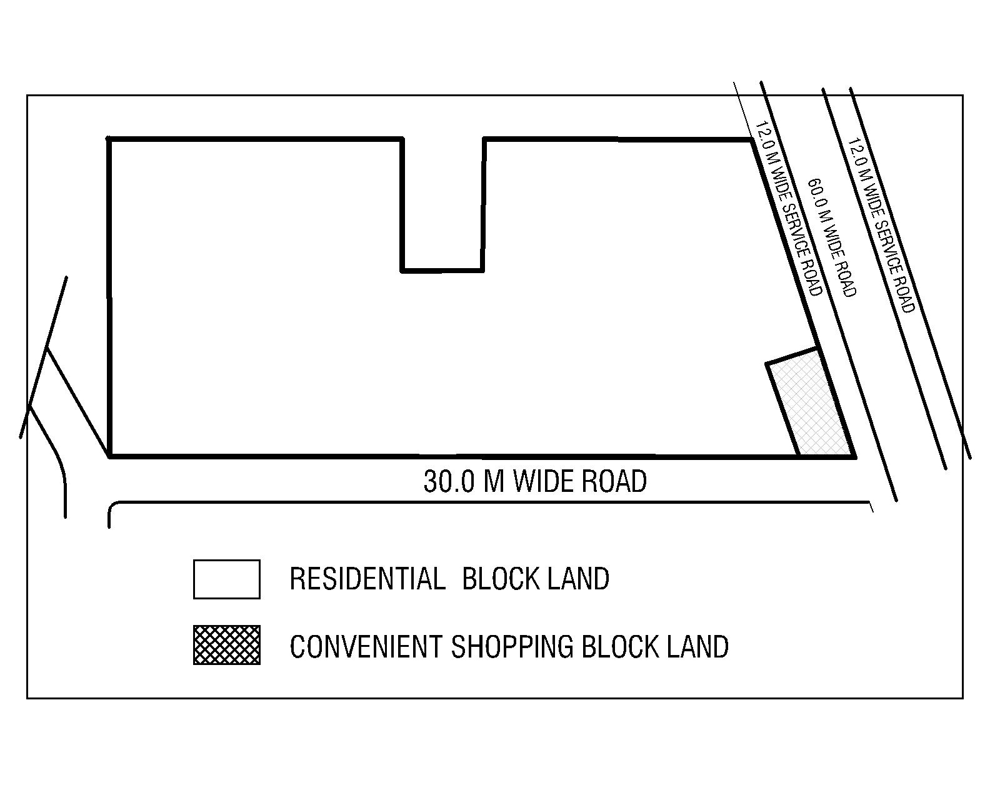 12.0 M WIDE SERVICE ROAD
60.0 M WIDE ROAD
12.0 M WIDE SERVICE ROAD
30.0 M WIDE ROAD
RESIDENTIAL BLOCK LAND
CONVENIENT SHOPPING BLOCK LAND